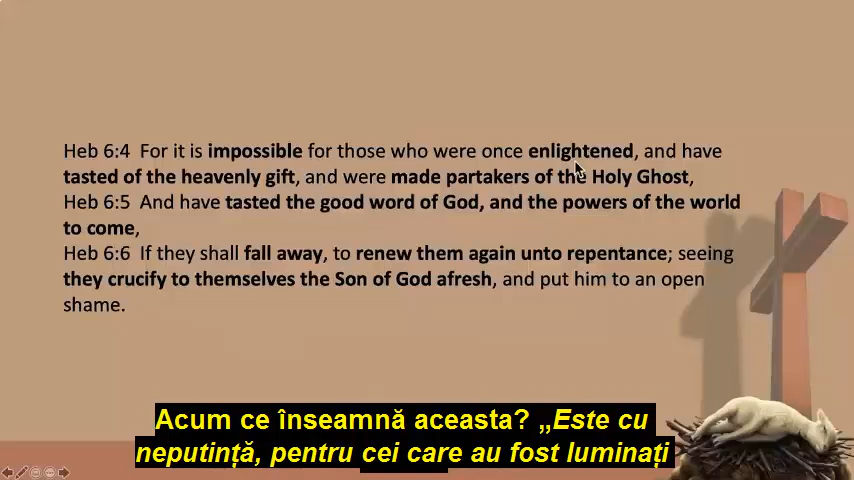 Heb 6:4  For it is impossible for those who were once enlightened, and have
tasted of the heavenly gift, and were made partakers of the Holy Ghost,
Heb 6:5  And have tasted the good word of God, and the powers of the world
to come,
Heb 6:6  If they shall fall away, to renew them again unto repentance; seeing
they crucify to themselves the Son of God afresh, and put him to an open
shame.
Acum ce înseamnă aceasta? „Este cu
neputință, pentru cei care au fost luminați